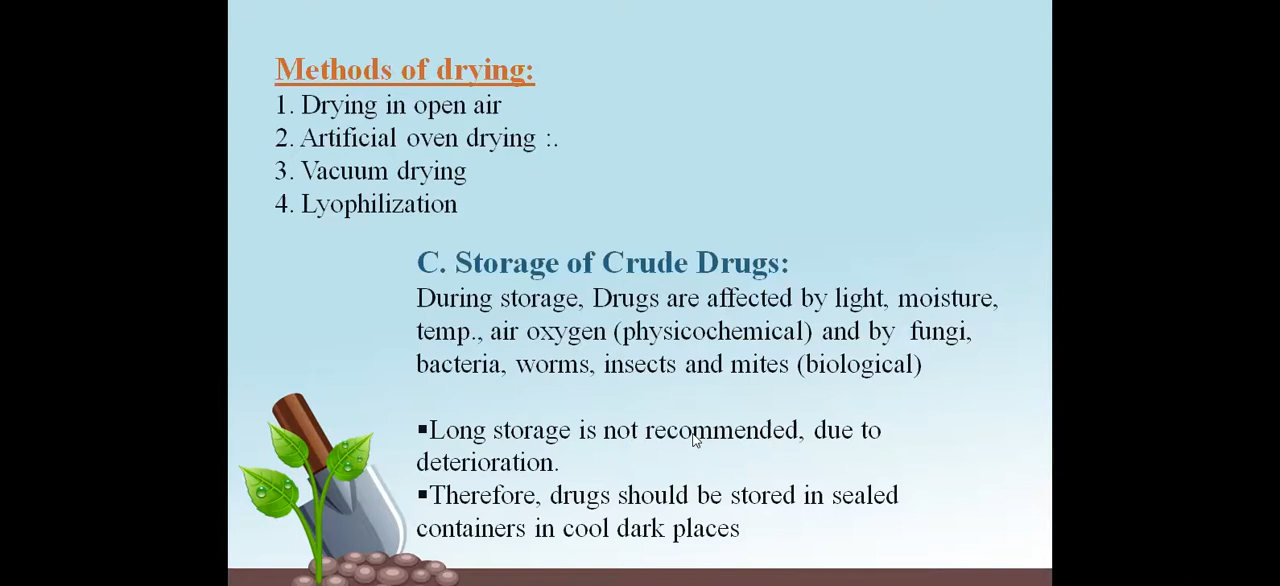 Methods of drying:
1. Drying in open air
2. Artificial oven drying :.
3. Vacuum drying
4. Lyophilization
C. Storage of Crude Drugs:
During storage, Drugs are affected by light, moisture,
temp., air oxygen (physicochemical) and by fungi,
bacteria, worms, insects and mites (biological)
▪Long storage is not recommended, due to
deterioration.
▪Therefore, drugs should be stored in sealed
containers in cool dark places